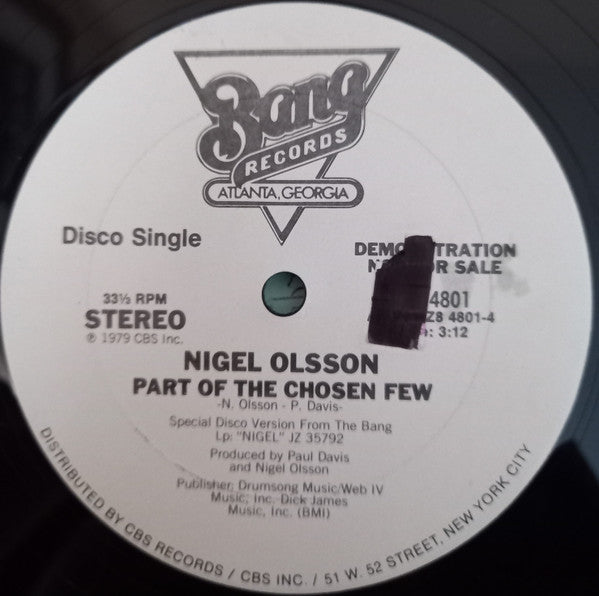 Bang
RECORDS
ATLANTA, GEORGIA
Disco Single
DEMO TRATION
N R SALE
33⅓ RPM
STEREO
℗ 1979 CBS Inc.
4801
Z8 4801-4
: 3:12
NIGEL OLSSON
PART OF THE CHOSEN FEW
-N. Olsson - P. Davis-
Special Disco Version From The Bang
Lp: "NIGEL" JZ 35792
Produced by Paul Davis
and Nigel Olsson
Publisher: Drumsong Music/Web IV
Music, Inc. Dick James
Music, Inc. (BMI)
DISTRIBUTED BY CBS RECORDS / CBS INC. / 51 W. 52 STREET, NEW YORK CITY